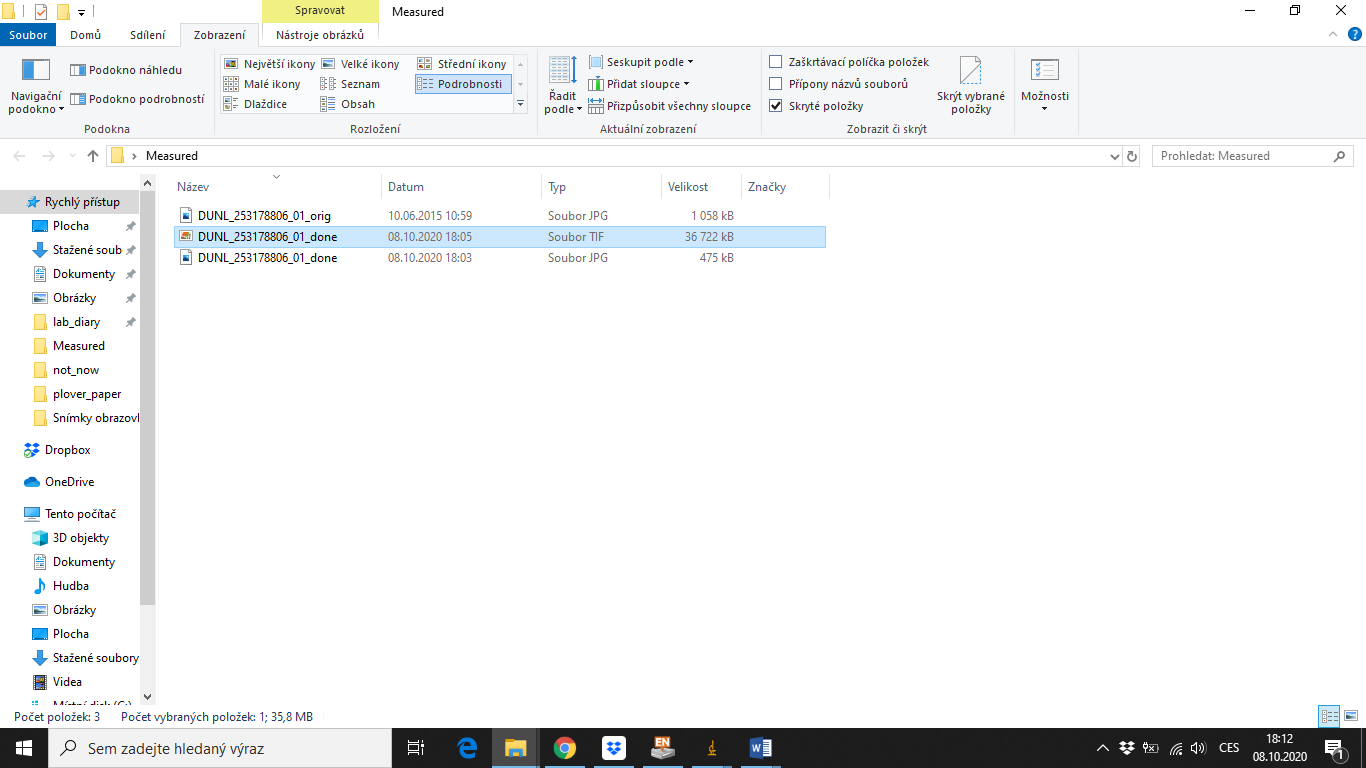 Spravovat
Measured
Soubor
Domů
Sdílení
Zobrazení
Nástroje obrázků
Navigační podokno
Podokno náhledu
Podokno podrobností
Podokna
Největší ikony
Velké ikony
Střední ikony
Malé ikony
Seznam
Podrobnosti
Dlaždice
Obsah
Rozložení
Řadit podle
Seskupit podle
Přidat sloupce
Přizpůsobit všechny sloupce
Aktuální zobrazení
Zaškrtávací políčka položek
Přípony názvů souborů
Skryté položky
Skrýt vybrané položky
Zobrazit či skrýt
Možnosti
Measured
Prohledat: Measured
Název Datum Typ Velikost Značky
DUNL_253178806_01_orig 10.06.2015 10:59 Soubor JPG 1 058 kB
DUNL_253178806_01_done 08.10.2020 18:05 Soubor TIF 36 722 kB
DUNL_253178806_01_done 08.10.2020 18:03 Soubor JPG 475 kB
Rychlý přístup
Plocha
Stažené soub
Dokumenty
Obrázky
lab_diary
Measured
not_now
plover_paper
Snímky obrazovl
Dropbox
OneDrive
Tento počítač
3D objekty
Dokumenty
Hudba
Obrázky
Plocha
Stažené soubory
Videa
Počet položek: 3 Počet vybraných položek: 1; 35,8 MB
Sem zadejte hledaný výraz
EN
CES
18:12
08.10.2020
1